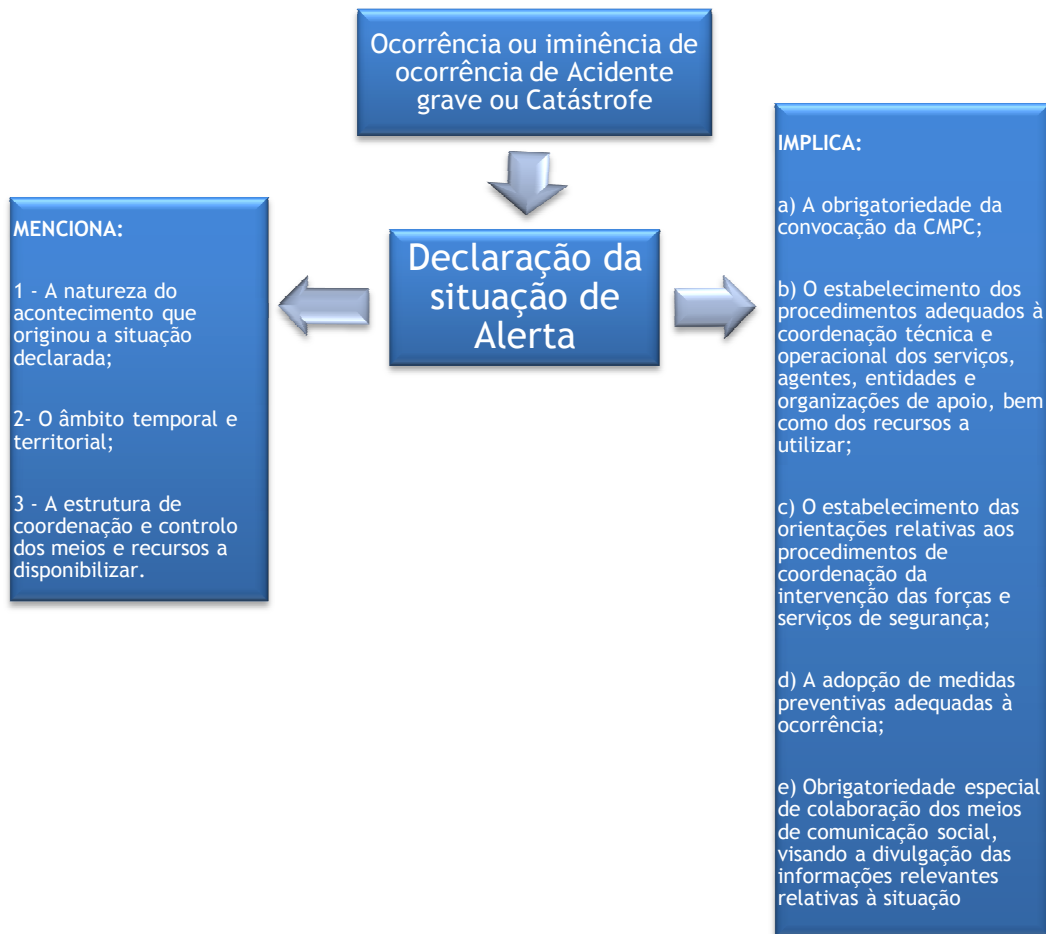 Ocorrência ou iminência de
ocorrência de Acidente
grave ou Catástrofe
Declaração da
situação de
Alerta
MENCIONA:
1 - A natureza do
acontecimento que
originou a situação
declarada;
2- O âmbito temporal e
territorial;
3 - A estrutura de
coordenação e controlo
dos meios e recursos a
disponibilizar.
IMPLICA:
a) A obrigatoriedade da
convocação da CMPC;
b) O estabelecimento dos
procedimentos adequados à
coordenação técnica e
operacional dos serviços,
agentes, entidades e
organizações de apoio, bem
como dos recursos a
utilizar;
c) O estabelecimento das
orientações relativas aos
procedimentos de
coordenação da
intervenção das forças e
serviços de segurança;
d) A adopção de medidas
preventivas adequadas à
ocorrência;
e) Obrigatoriedade especial
de colaboração dos meios
de comunicação social,
visando a divulgação das
informações relevantes
relativas à situação